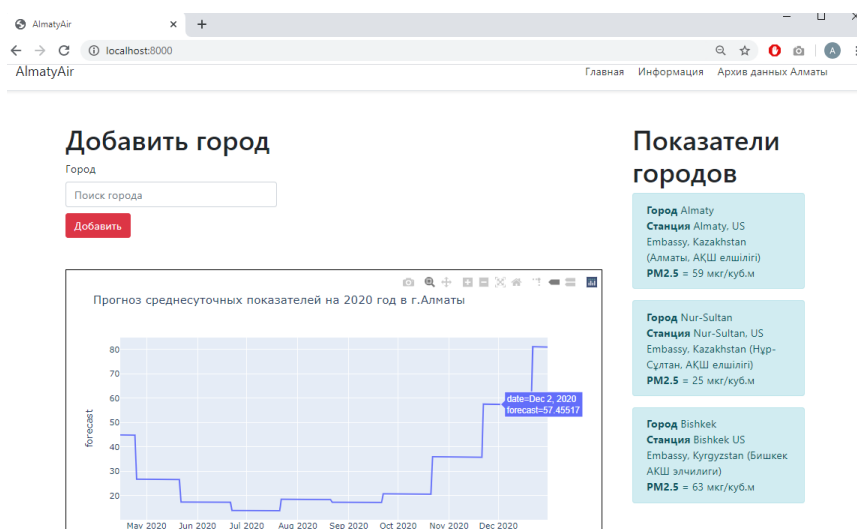 AlmatyAir
localhost:8000
A
AlmatyAir
Главная Информация Архив данных Алматы
Добавить город
Город
Поиск города
Добавить
Прогноз среднесуточных показателей на 2020 год в г.Алматы
80
70
60
50
40
30
20
forecast
date=Dec 2, 2020
forecast=57.45517
May 2020 Jun 2020 Jul 2020 Aug 2020 Sep 2020 Oct 2020 Nov 2020 Dec 2020
Показатели
городов
Город Almaty
Станция Almaty, US
Embassy, Kazakhstan
(Алматы, АҚШ елшілігі)
PM2.5 = 59 мкг/куб.м
Город Nur-Sultan
Станция Nur-Sultan, US
Embassy, Kazakhstan (Нұр-
Сұлтан, АҚШ елшілігі)
PM2.5 = 25 мкг/куб.м
Город Bishkek
Станция Bishkek US
Embassy, Kyrgyzstan (Бишкек
АКШ элчилиги)
PM2.5 = 63 мкг/куб.м